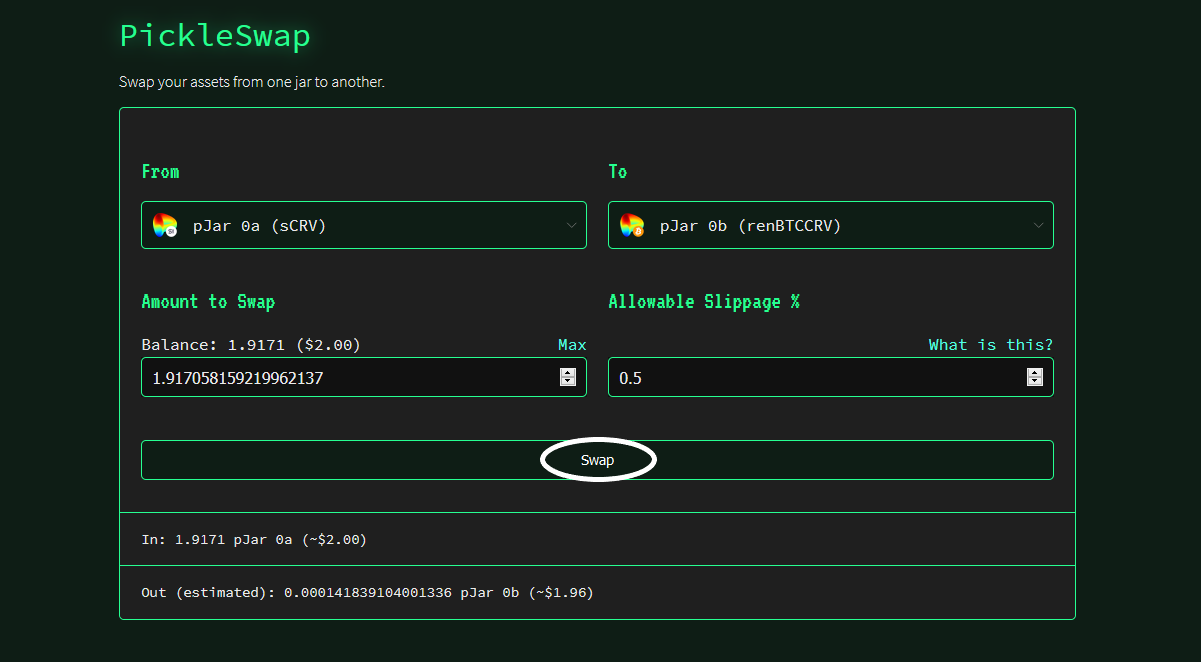 PickleSwap
Swap your assets from one jar to another.
From
To
pJar 0a (sCRV)
pJar 0b (renBTCCRV)
Amount to Swap
Allowable Slippage %
Balance: 1.9171 ($2.00)
Max
What is this?
1.917058159219962137
0.5
Swap
In: 1.9171 pJar 0a (~$2.00)
Out (estimated): 0.000141839104001336 pJar 0b (~$1.96)